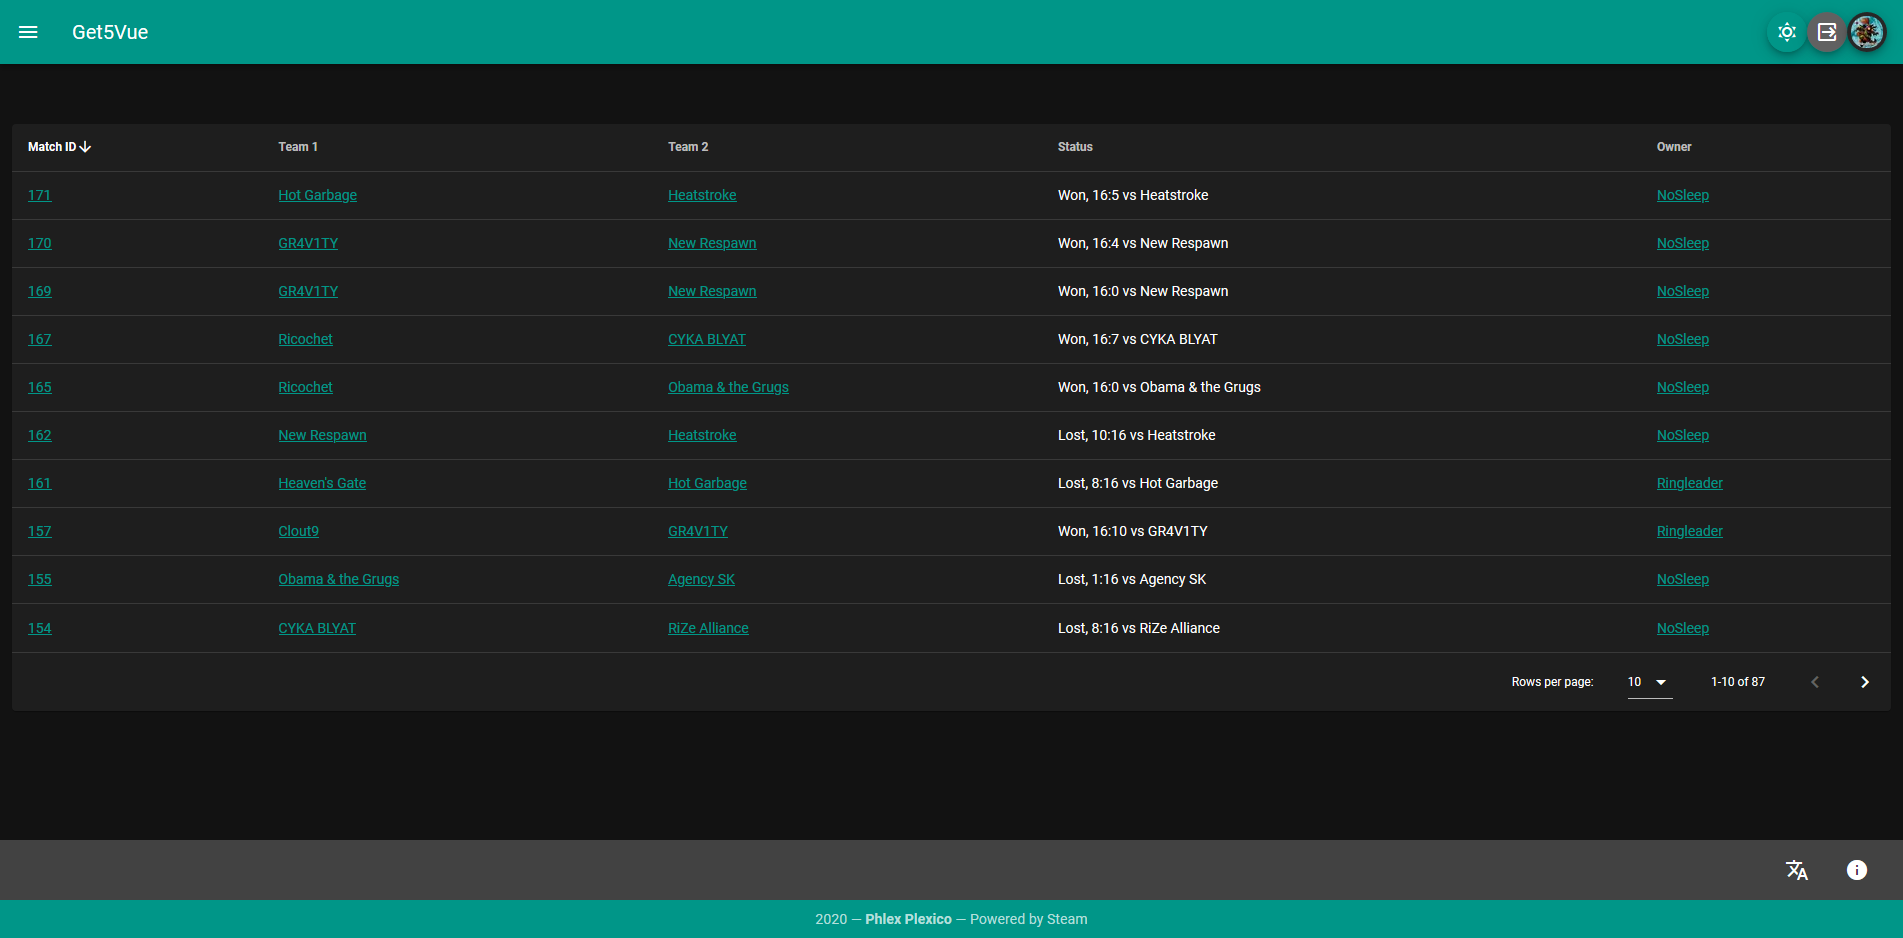 Get5Vue
Match ID Team 1 Team 2 Status Owner
171 Hot Garbage Heatstroke Won, 16:5 vs Heatstroke NoSleep
170 GR4V1TY New Respawn Won, 16:4 vs New Respawn NoSleep
169 GR4V1TY New Respawn Won, 16:0 vs New Respawn NoSleep
167 Ricochet CYKA BLYAT Won, 16:7 vs CYKA BLYAT NoSleep
165 Ricochet Obama & the Grugs Won, 16:0 vs Obama & the Grugs NoSleep
162 New Respawn Heatstroke Lost, 10:16 vs Heatstroke NoSleep
161 Heaven's Gate Hot Garbage Lost, 8:16 vs Hot Garbage Ringleader
157 Clout9 GR4V1TY Won, 16:10 vs GR4V1TY Ringleader
155 Obama & the Grugs Agency SK Lost, 1:16 vs Agency SK NoSleep
154 CYKA BLYAT RiZe Alliance Lost, 8:16 vs RiZe Alliance NoSleep
Rows per page: 10 1-10 of 87
2020 — Phlex Plexico — Powered by Steam